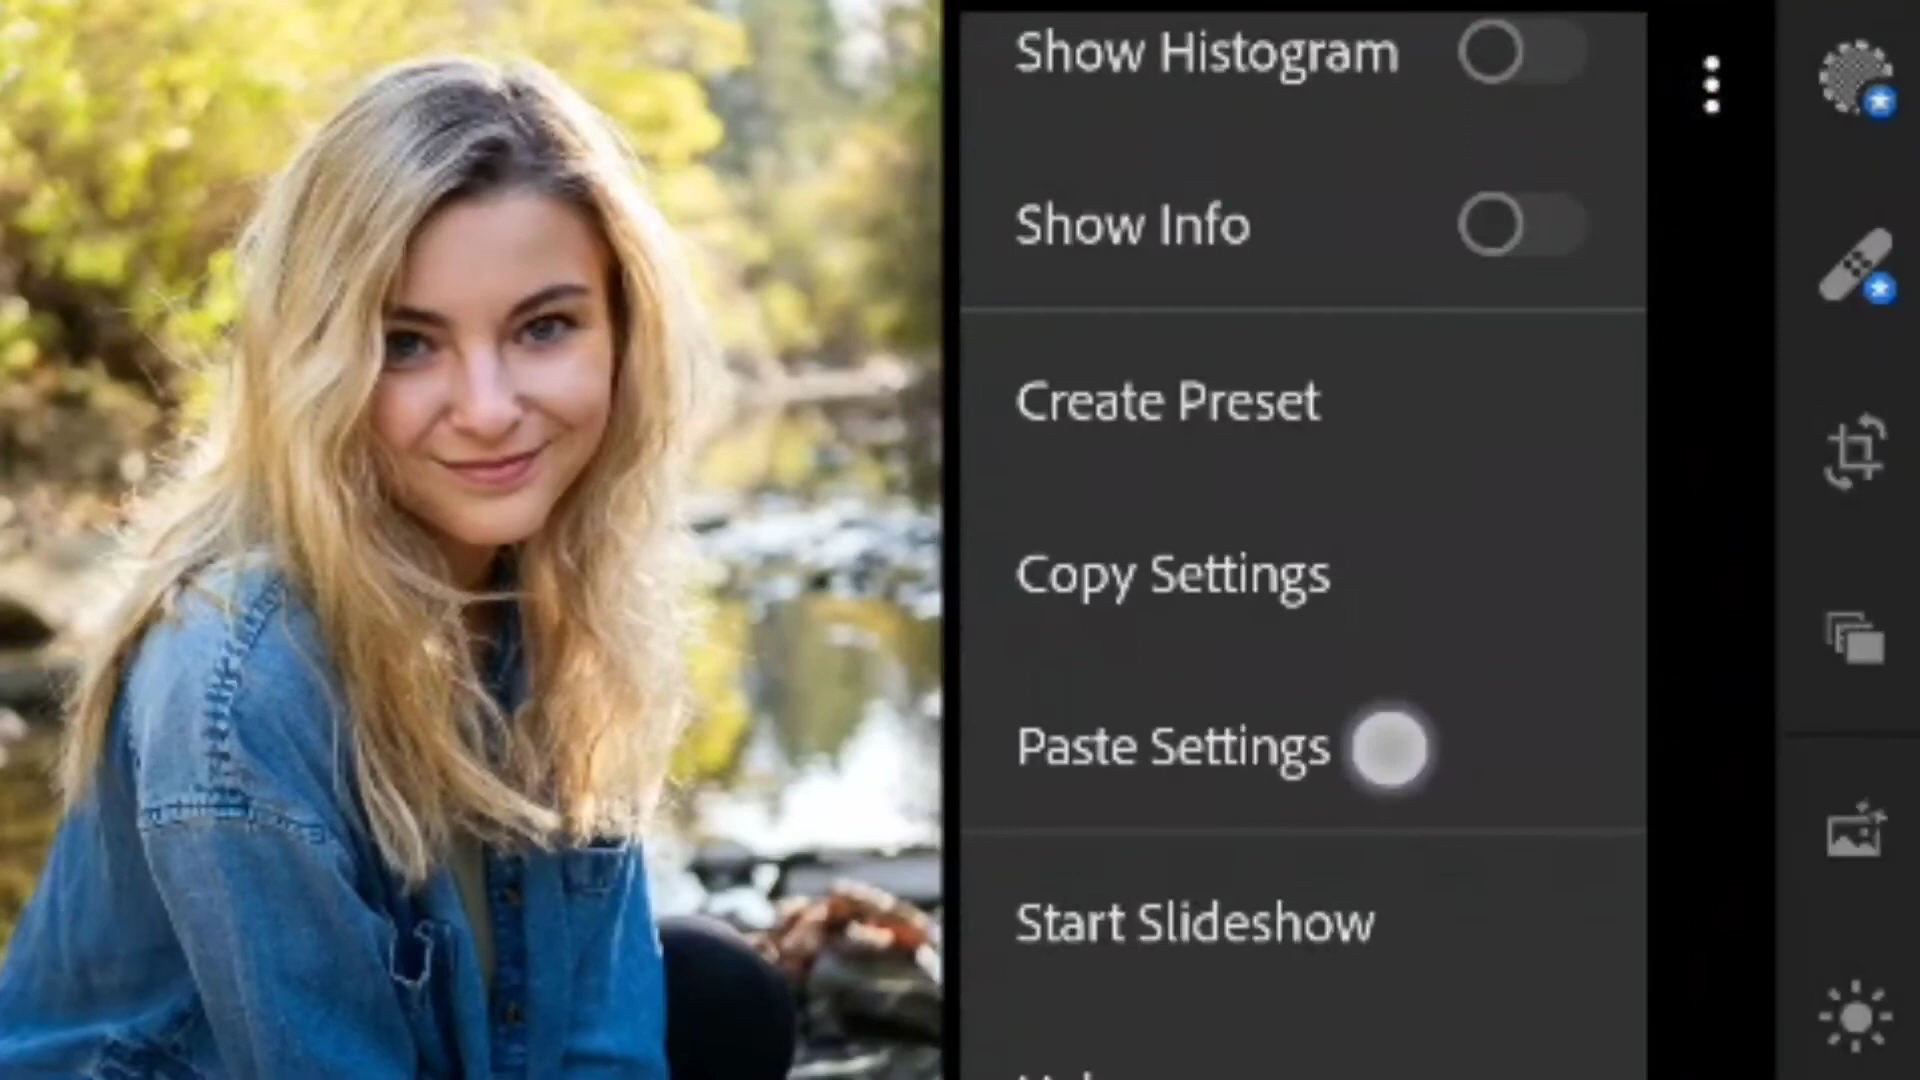 Show Histogram
Show Info
Create Preset
Copy Settings
Paste Settings
Start Slideshow